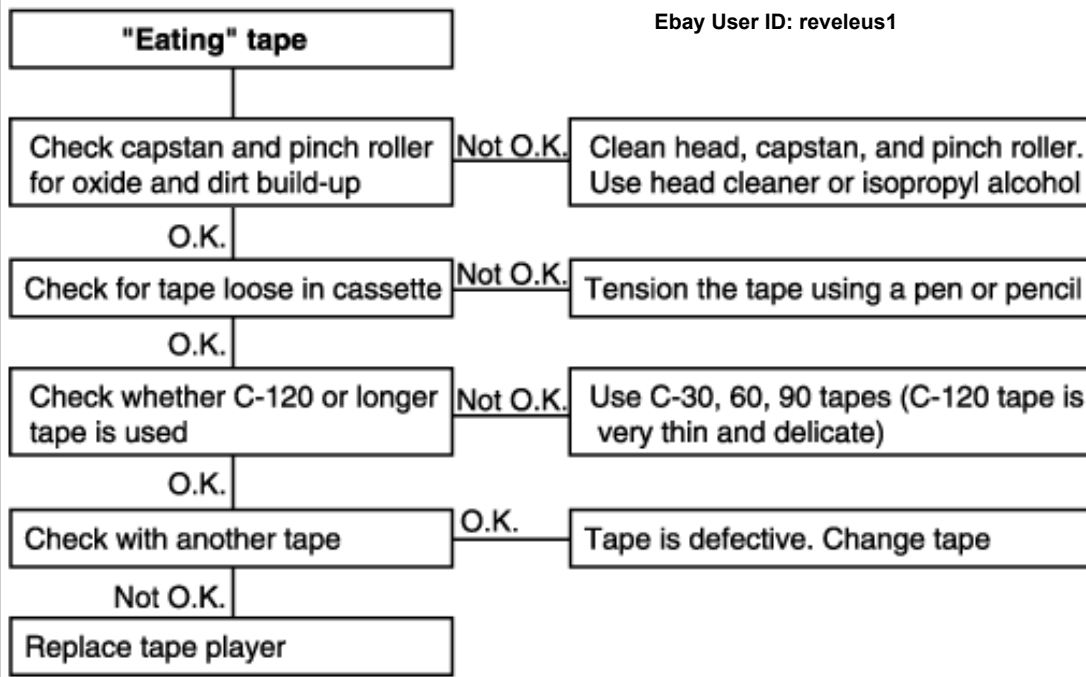 Ebay User ID: reveleus1
"Eating" tape
Check capstan and pinch roller
for oxide and dirt build-up
Not O.K.
Clean head, capstan, and pinch roller.
Use head cleaner or isopropyl alcohol
O.K.
Check for tape loose in cassette
Not O.K.
Tension the tape using a pen or pencil
O.K.
Check whether C-120 or longer
tape is used
Not O.K.
Use C-30, 60, 90 tapes (C-120 tape is
very thin and delicate)
O.K.
Check with another tape
O.K.
Tape is defective. Change tape
Not O.K.
Replace tape player